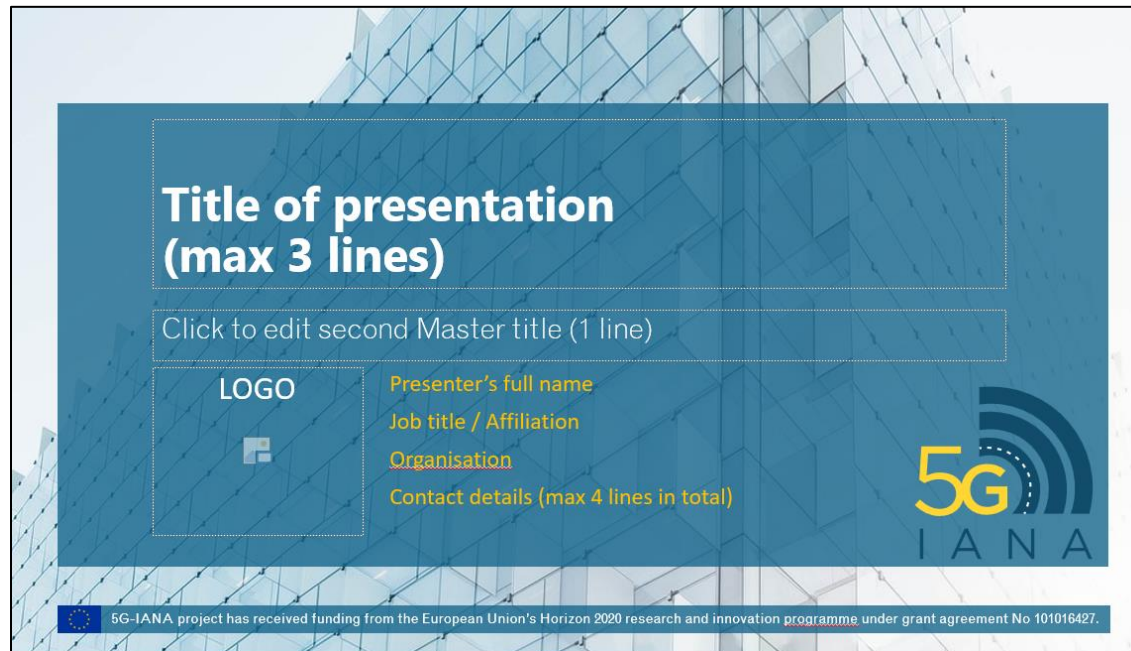 Title of presentation
(max 3 lines)
Click to edit second Master title (1 line)
LOGO
Presenter's full name
Job title / Affiliation
Organisation
Contact details (max 4 lines in total)
5G
IANA
5G-IANA project has received funding from the European Union's Horizon 2020 research and innovation programme under grant agreement No 101016427.